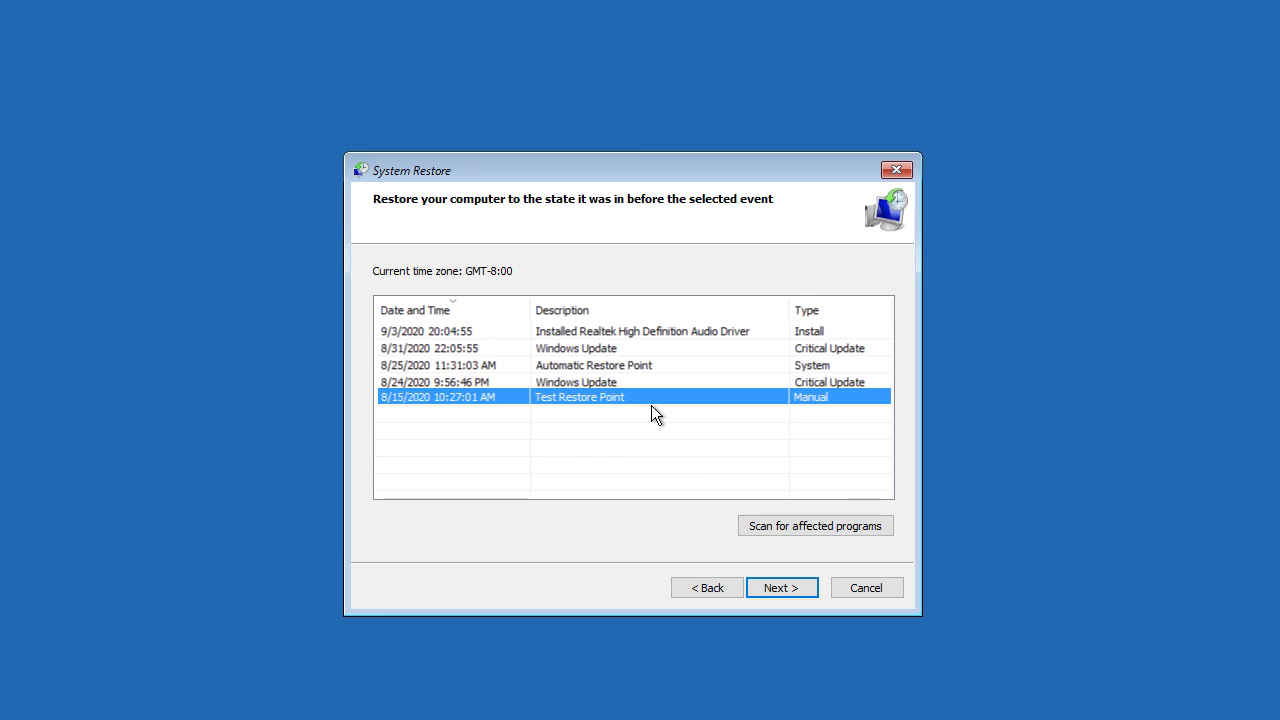 System Restore
Restore your computer to the state it was in before the selected event
Current time zone: GMT-8:00
Date and Time Description Type
9/3/2020 20:04:55 Installed Realtek High Definition Audio Driver Install
8/31/2020 22:05:55 Windows Update Critical Update
8/25/2020 11:31:03 AM Automatic Restore Point System
8/24/2020 9:56:46 PM Windows Update Critical Update
8/15/2020 10:27:01 AM Test Restore Point Manual
Scan for affected programs
< Back Next > Cancel